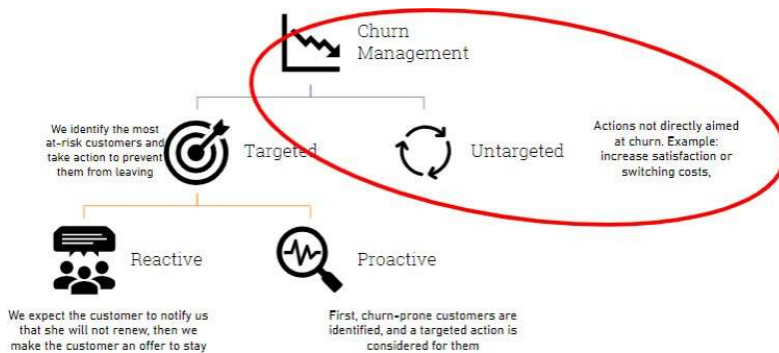 Churn
Management
We identify the most
at-risk customers and
take action to prevent
them from leaving
Targeted
Untargeted
Actions not directly aimed
at churn. Example:
increase satisfaction or
switching costs,
Reactive
Proactive
We expect the customer to notify us
that she will not renew, then we
make the customer an offer to stay
First, churn-prone customers are
identified, and a targeted action is
considered for them